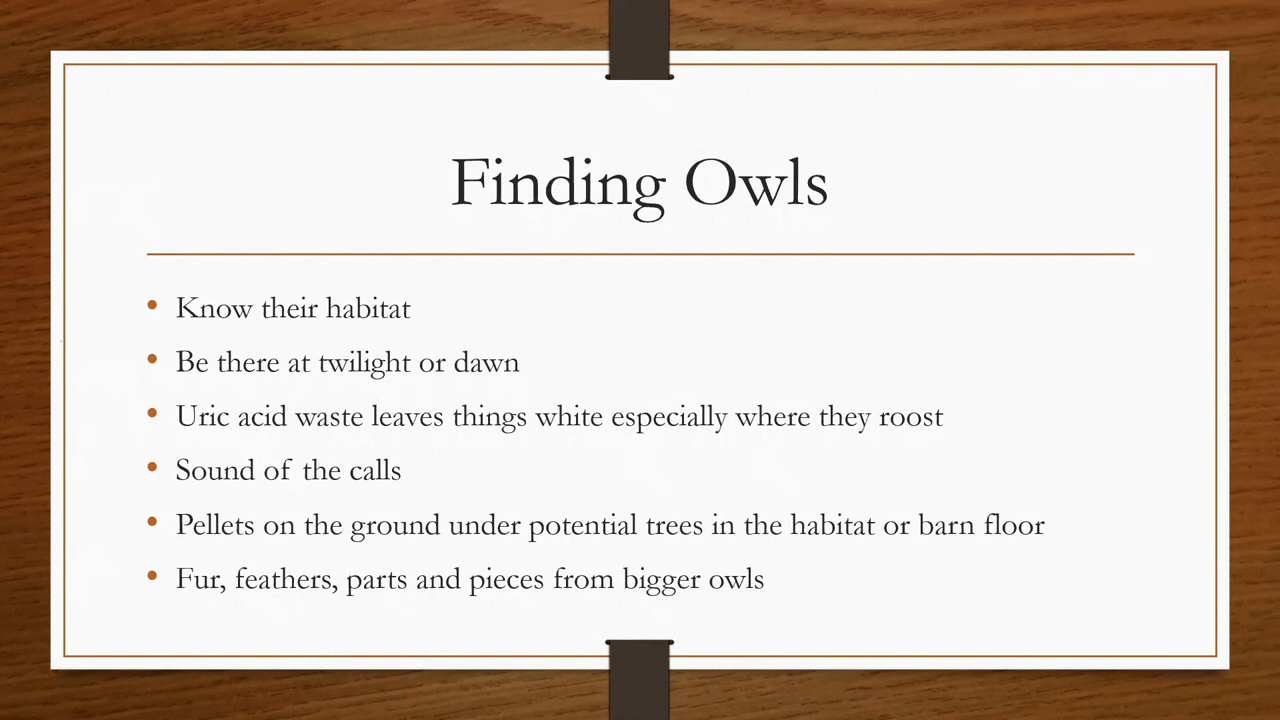 Finding Owls
• Know their habitat
• Be there at twilight or dawn
• Uric acid waste leaves things white especially where they roost
• Sound of the calls
• Pellets on the ground under potential trees in the habitat or barn floor
• Fur, feathers, parts and pieces from bigger owls